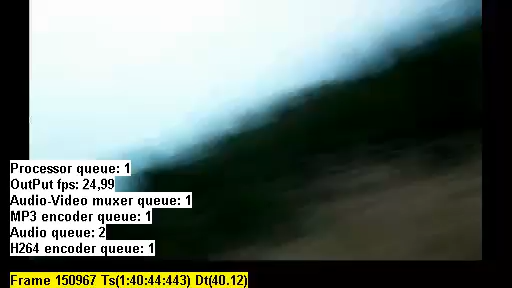 Processor queue: 1
OutPut fps: 24,99
Audio-Video muxer queue: 1
MP3 encoder queue: 1
Audio queue: 2
H264 encoder queue: 1
Frame 150967 Ts(1:40:44:443) Dt(40.12)